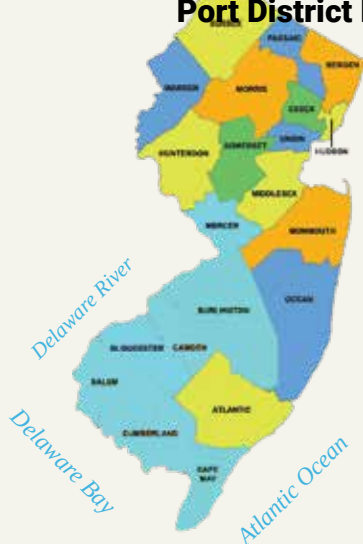 Port District
SUSSEX
PASSAIC
BERGEN
WARREN
MORRIS
ESSEX
HUDSON
UNION
SOMERSET
HUNTERDON
MIDDLESEX
MERCER
MONMOUTH
OCEAN
BURLINGTON
GLOUCESTER
CAMDEN
SALEM
ATLANTIC
CUMBERLAND
CAPE
MAY
Delaware River
Delaware Bay
Atlantic Ocean